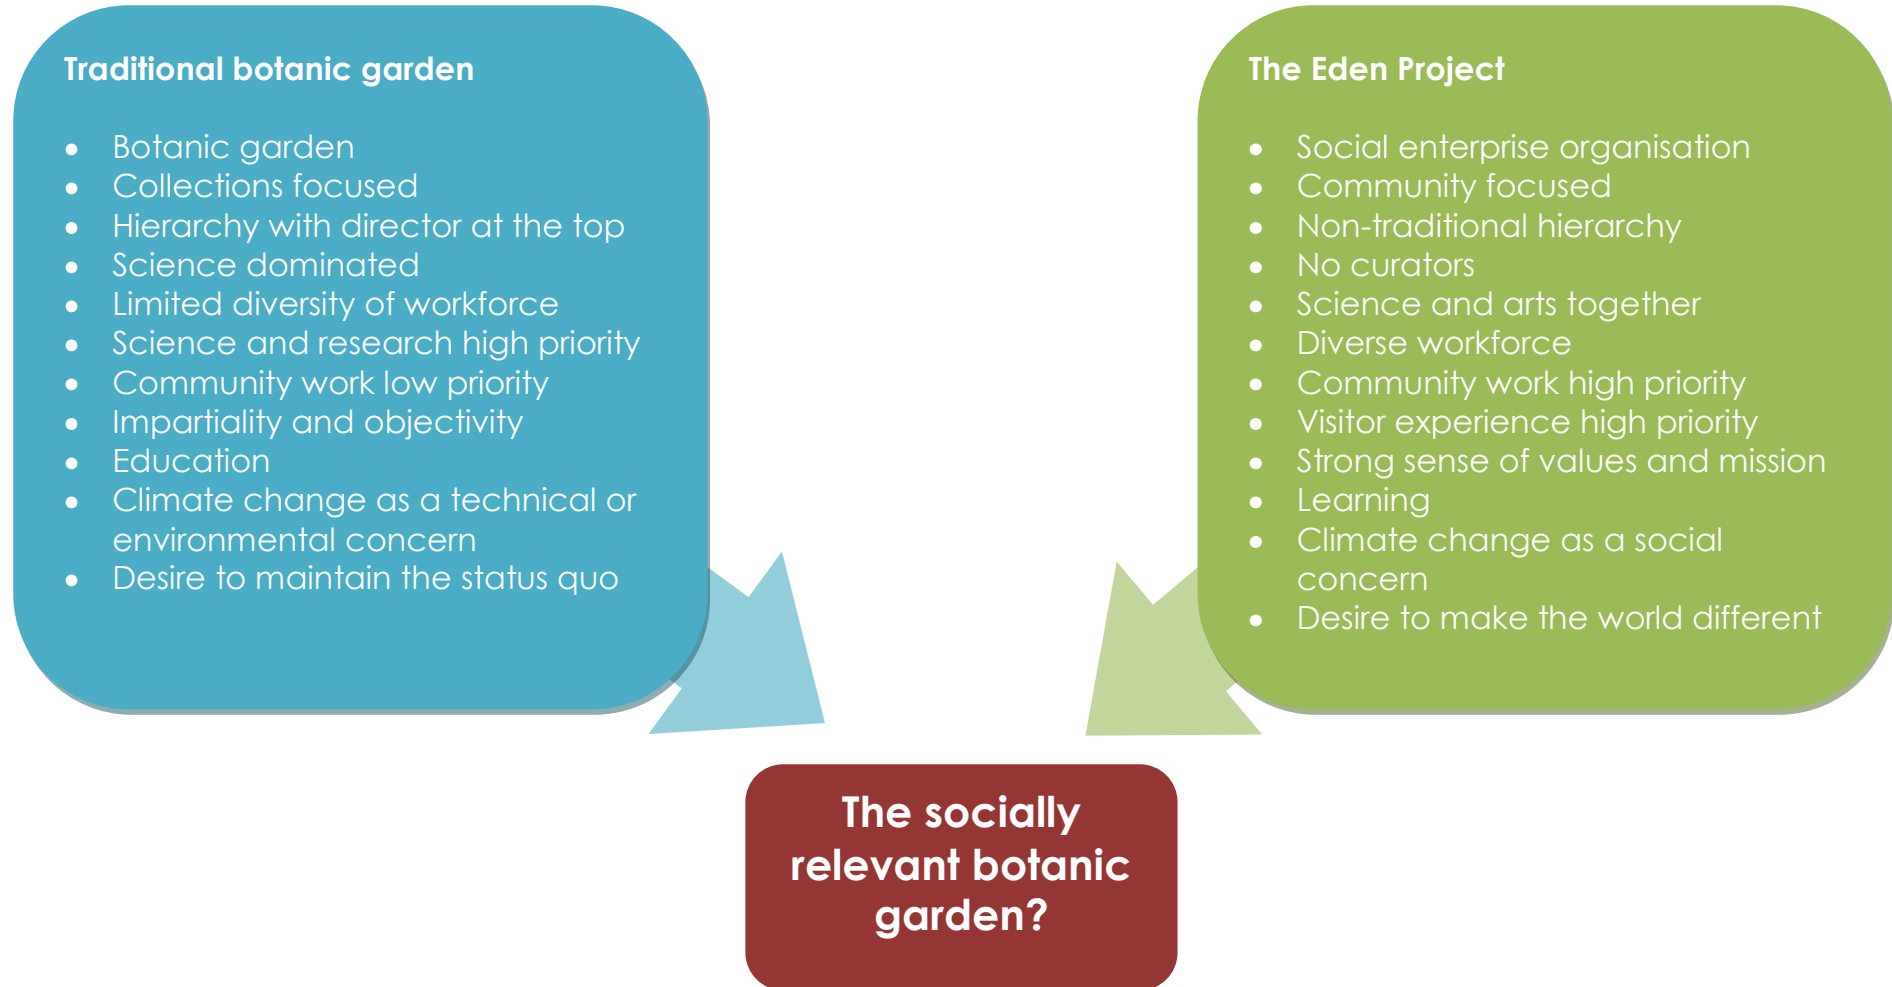 Traditional botanic garden
• Botanic garden
• Collections focused
• Hierarchy with director at the top
• Science dominated
• Limited diversity of workforce
• Science and research high priority
• Community work low priority
• Impartiality and objectivity
• Education
• Climate change as a technical or
environmental concern
• Desire to maintain the status quo
The Eden Project
• Social enterprise organisation
• Community focused
• Non-traditional hierarchy
• No curators
• Science and arts together
• Diverse workforce
• Community work high priority
• Visitor experience high priority
• Strong sense of values and mission
• Learning
• Climate change as a social
concern
• Desire to make the world different
The socially
relevant botanic
garden?